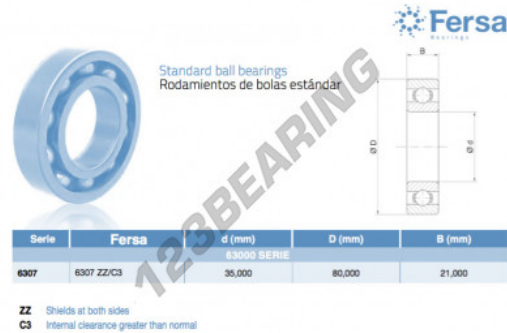 Fersa
Bearings
Standard ball bearings
Rodamientos de bolas estándar
B
Ø D
Ø d
123BEARING
Serie Fersa d (mm) D (mm) B (mm)
63000 SERIE
6307 6307 ZZ/C3 35,000 80,000 21,000
ZZ Shields at both sides
C3 Internal clearance greater than normal